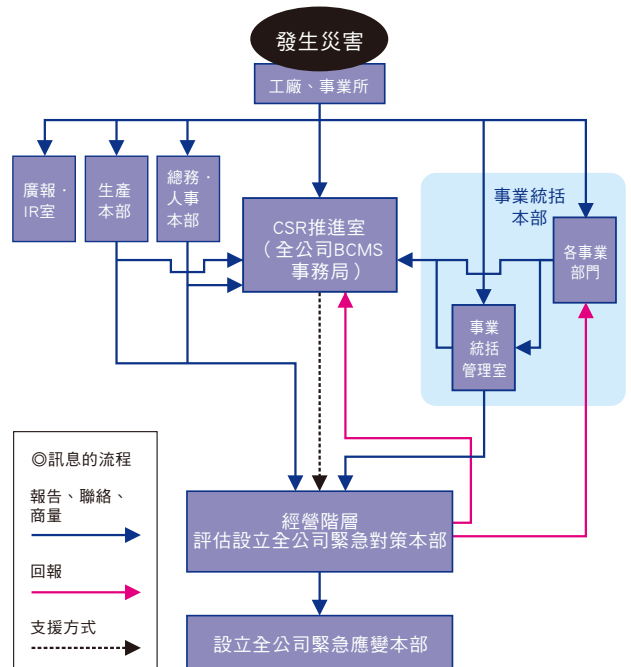 發生災害
工廠、事業所
廣報·
IR室
生產
本部
總務·
人事
本部
CSR推進室
（全公司BCMS
事務局）
事業統括
本部
各事業
部門
事業
統括
管理室
◎訊息的流程
報告、聯絡、
商量
回報
支援方式
經營階層
評估設立全公司緊急對策本部
設立全公司緊急應變本部